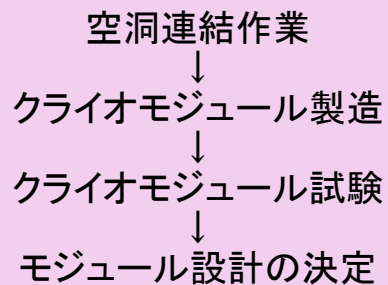 空洞連結作業
↓
クライオモジュール製造
↓
クライオモジュール試験
↓
モジュール設計の決定